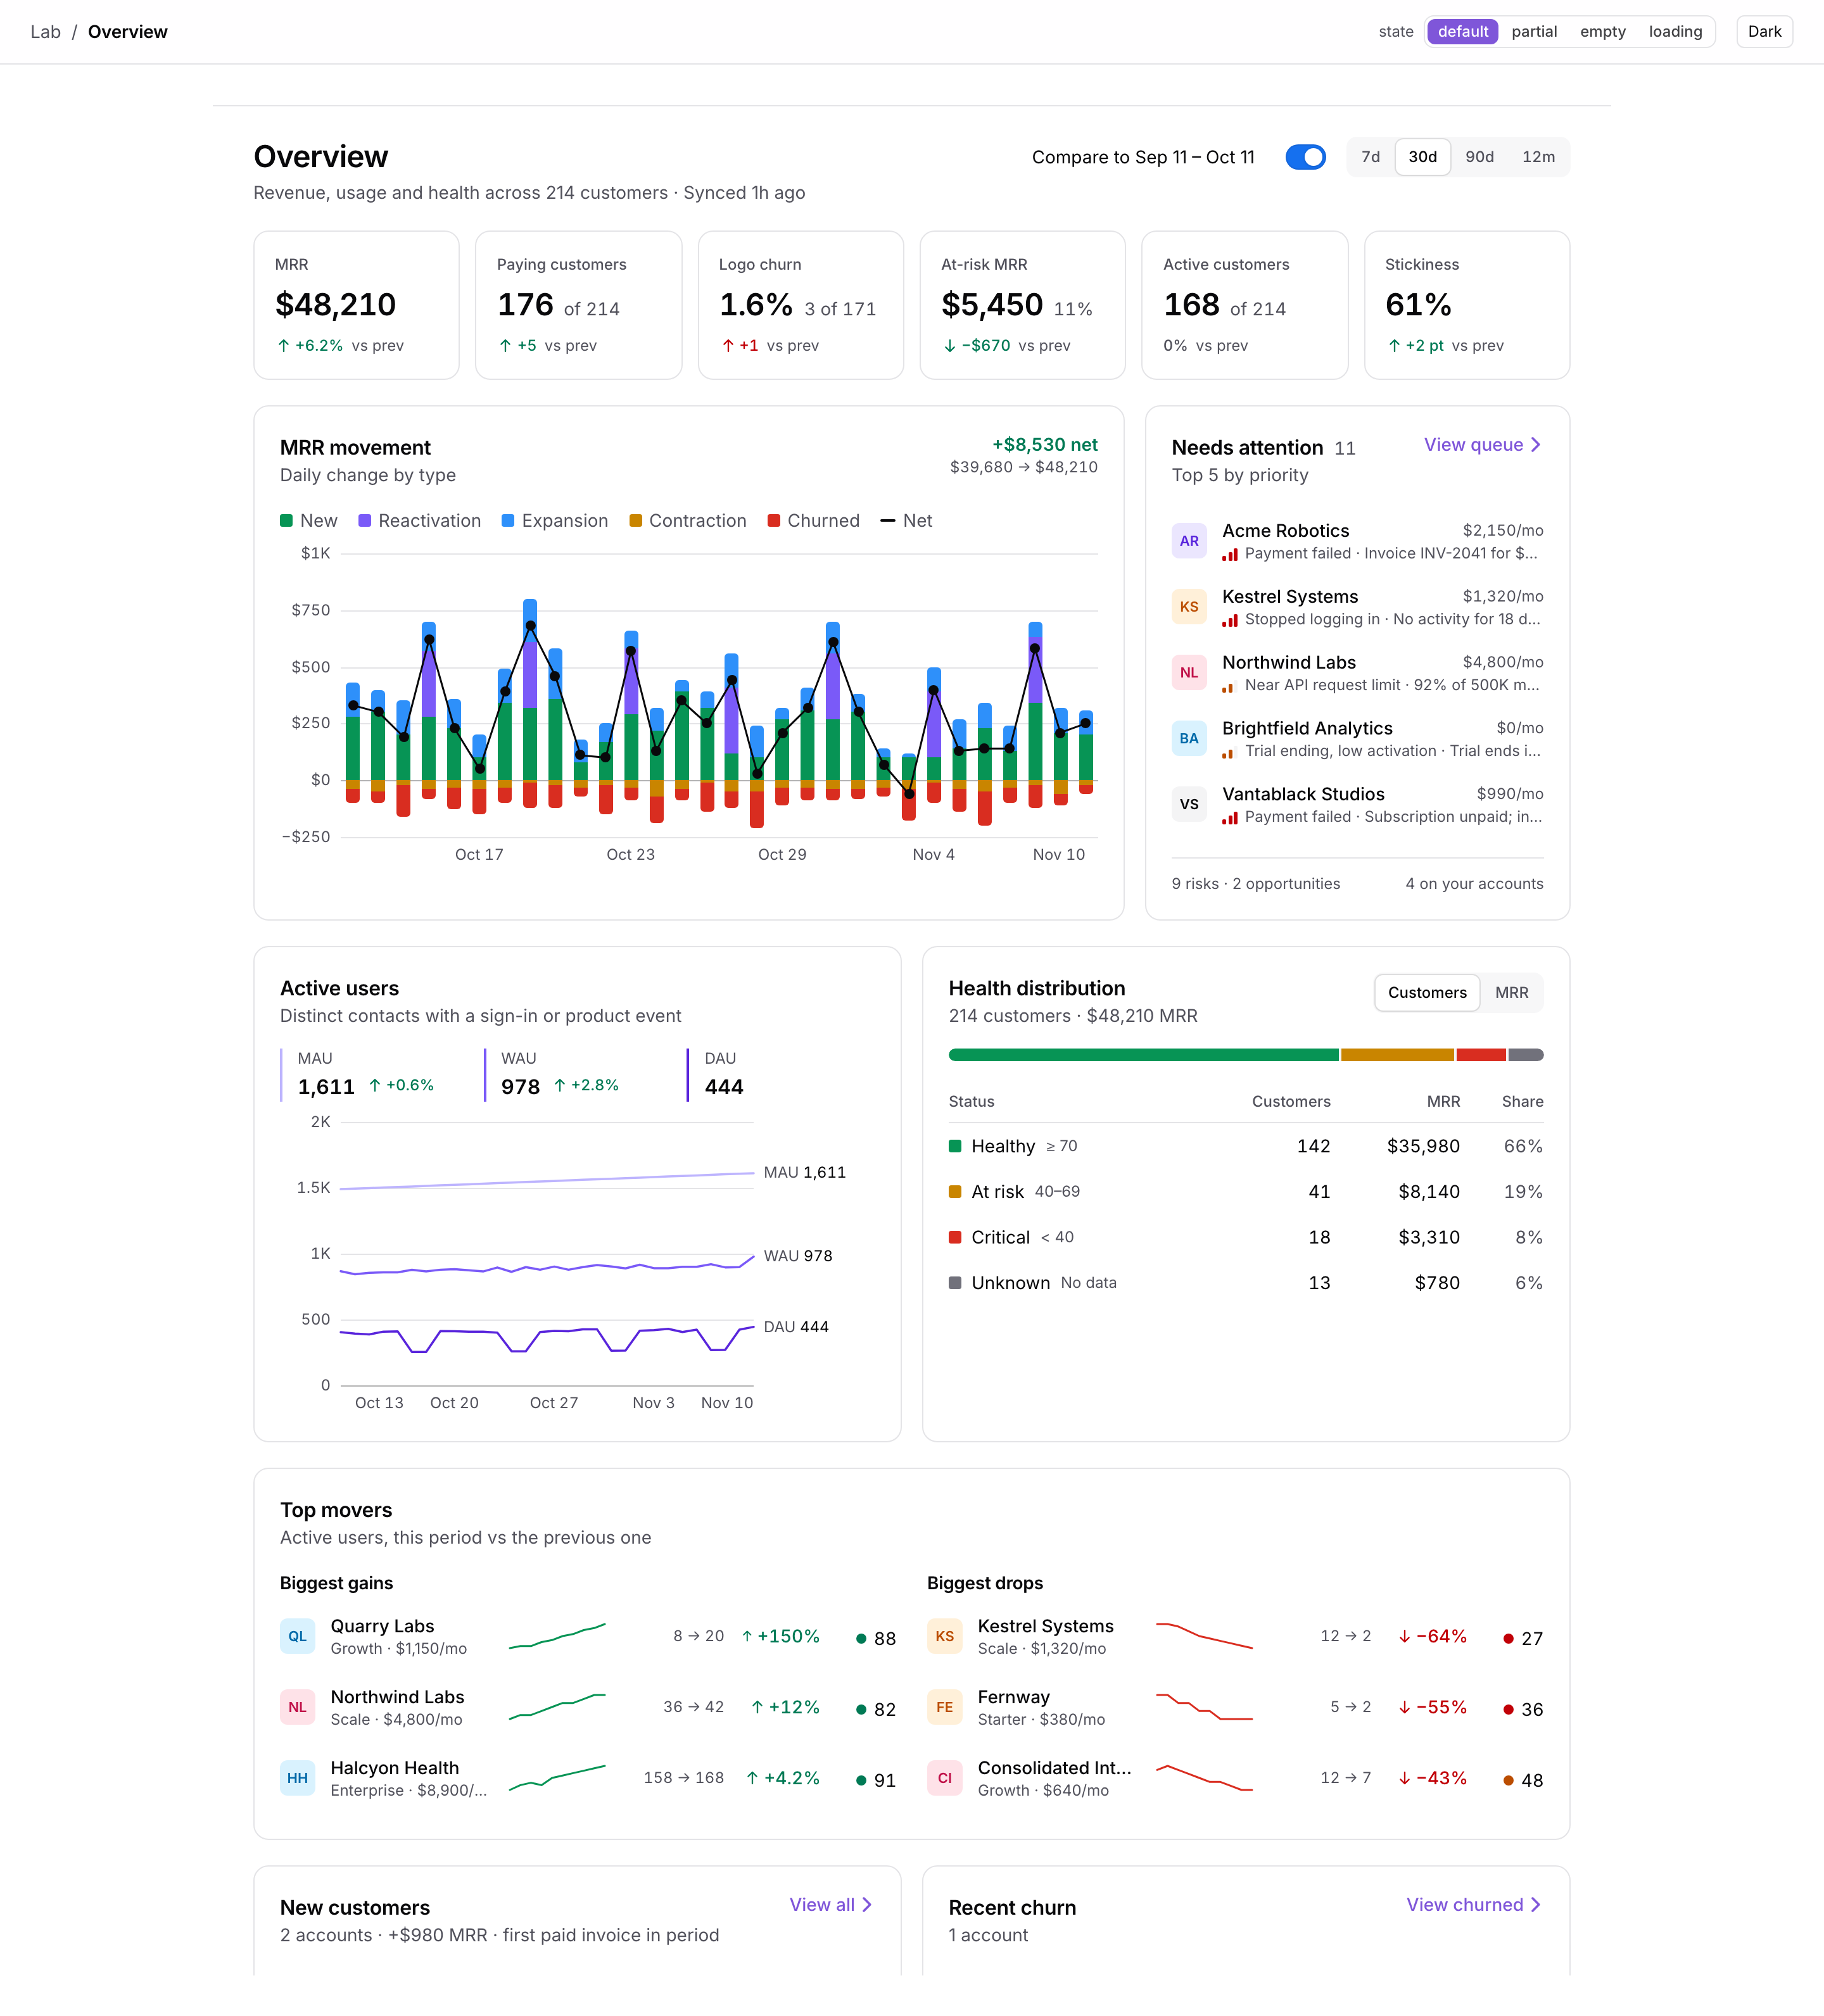 Lab / Overview
state default partial empty loading Dark
Overview
Revenue, usage and health across 214 customers · Synced 1h ago
Compare to Sep 11 – Oct 11
7d 30d 90d 12m
MRR
$48,210
↑ +6.2% vs prev
Paying customers
176 of 214
↑ +5 vs prev
Logo churn
1.6% 3 of 171
↑ +1 vs prev
At-risk MRR
$5,450 11%
↓ −$670 vs prev
Active customers
168 of 214
0% vs prev
Stickiness
61%
↑ +2 pt vs prev
MRR movement
Daily change by type
+$8,530 net
$39,680 → $48,210
New Reactivation Expansion Contraction Churned Net
$1K
$750
$500
$250
$0
−$250
Oct 17 Oct 23 Oct 29 Nov 4 Nov 10
Needs attention 11
Top 5 by priority
View queue
AR Acme Robotics $2,150/mo
Payment failed · Invoice INV-2041 for $...
KS Kestrel Systems $1,320/mo
Stopped logging in · No activity for 18 d...
NL Northwind Labs $4,800/mo
Near API request limit · 92% of 500K m...
BA Brightfield Analytics $0/mo
Trial ending, low activation · Trial ends i...
VS Vantablack Studios $990/mo
Payment failed · Subscription unpaid; in...
9 risks · 2 opportunities 4 on your accounts
Active users
Distinct contacts with a sign-in or product event
MAU
1,611 ↑ +0.6%
WAU
978 ↑ +2.8%
DAU
444
2K
1.5K
1K
500
0
MAU 1,611
WAU 978
DAU 444
Oct 13 Oct 20 Oct 27 Nov 3 Nov 10
Health distribution
214 customers · $48,210 MRR
Customers MRR
Status Customers MRR Share
Healthy ≥ 70 142 $35,980 66%
At risk 40–69 41 $8,140 19%
Critical < 40 18 $3,310 8%
Unknown No data 13 $780 6%
Top movers
Active users, this period vs the previous one
Biggest gains
QL Quarry Labs 8 → 20 ↑ +150% 88
Growth · $1,150/mo
NL Northwind Labs 36 → 42 ↑ +12% 82
Scale · $4,800/mo
HH Halcyon Health 158 → 168 ↑ +4.2% 91
Enterprise · $8,900/...
Biggest drops
KS Kestrel Systems 12 → 2 ↓ −64% 27
Scale · $1,320/mo
FE Fernway 5 → 2 ↓ −55% 36
Starter · $380/mo
CI Consolidated Int... 12 → 7 ↓ −43% 48
Growth · $640/mo
New customers
2 accounts · +$980 MRR · first paid invoice in period
View all
Recent churn
1 account
View churned